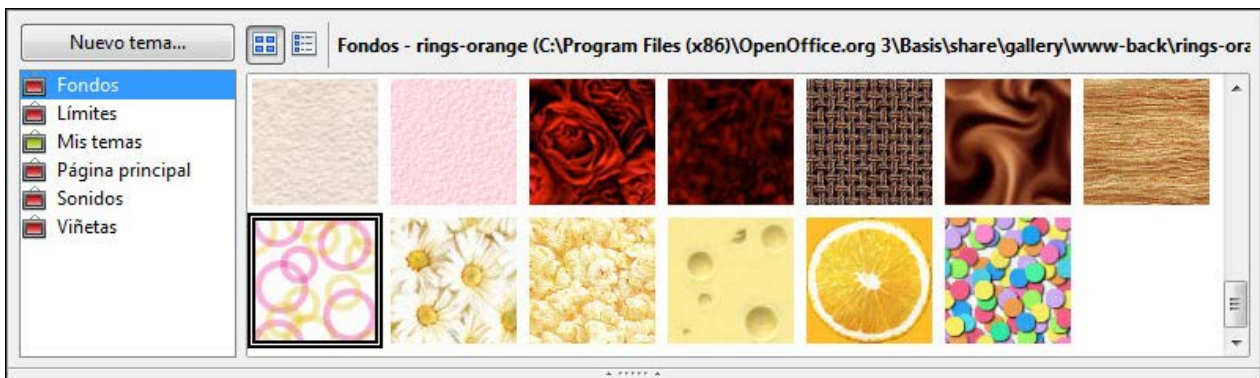 Nuevo tema...
Fondos - rings-orange (C:\Program Files (x86)\OpenOffice.org 3\Basis\share\gallery\www-back\rings-ora
Fondos
Límites
Mis temas
Página principal
Sonidos
Viñetas